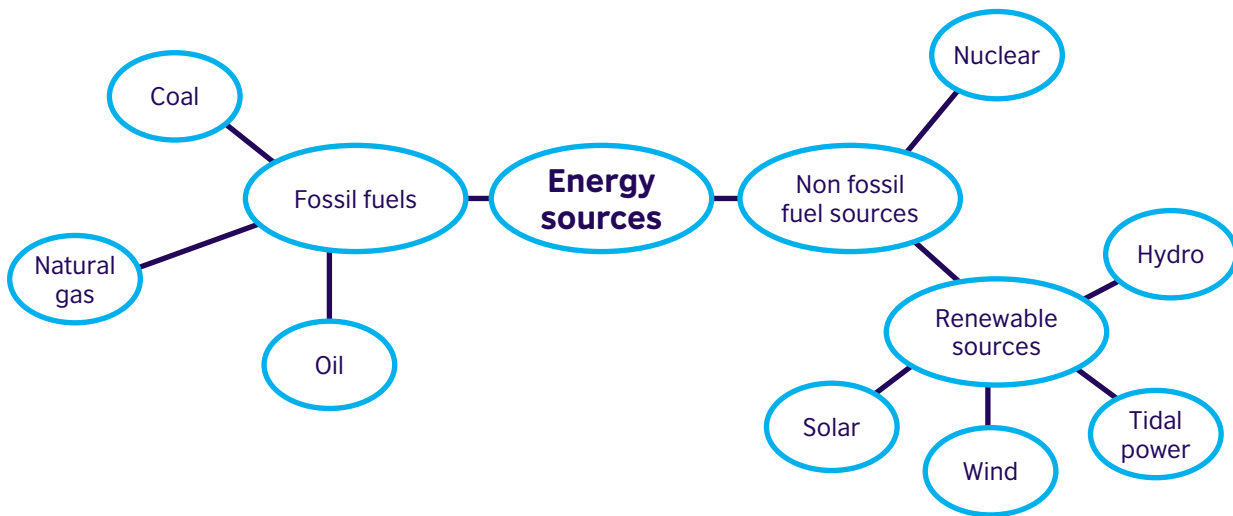 Energy
sources
Fossil fuels
Coal
Natural
gas
Oil
Non fossil
fuel sources
Nuclear
Renewable
sources
Hydro
Tidal
power
Wind
Solar